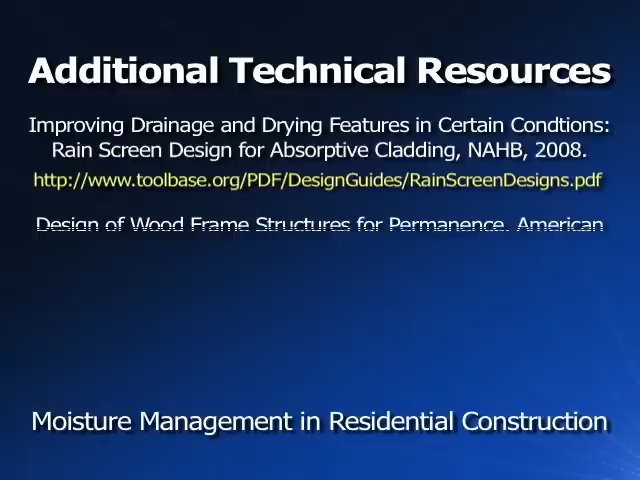 Additional Technical Resources
Improving Drainage and Drying Features in Certain Condtions:
Rain Screen Design for Absorptive Cladding, NAHB, 2008.
http://www.toolbase.org/PDF/DesignGuides/RainScreenDesigns.pdf
Design of Wood Frame Structures for Permanence, American
Moisture Management in Residential Construction